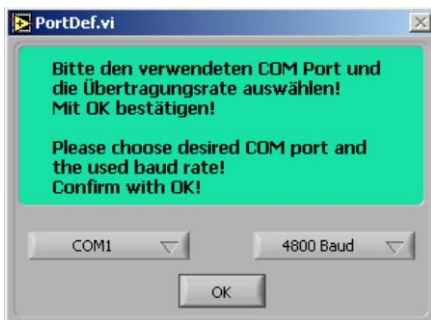 PortDef.vi
Bitte den verwendeten COM Port und
die Übertragungsrate auswählen!
Mit OK bestätigen!
Please choose desired COM port and
the used baud rate!
Confirm with OK!
COM1
4800 Baud
OK